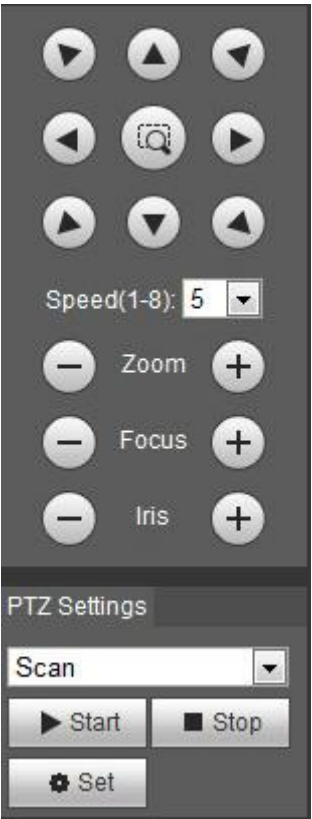 Speed(1-8): 5
Zoom
Focus
Iris
PTZ Settings
Scan
Start Stop
Set